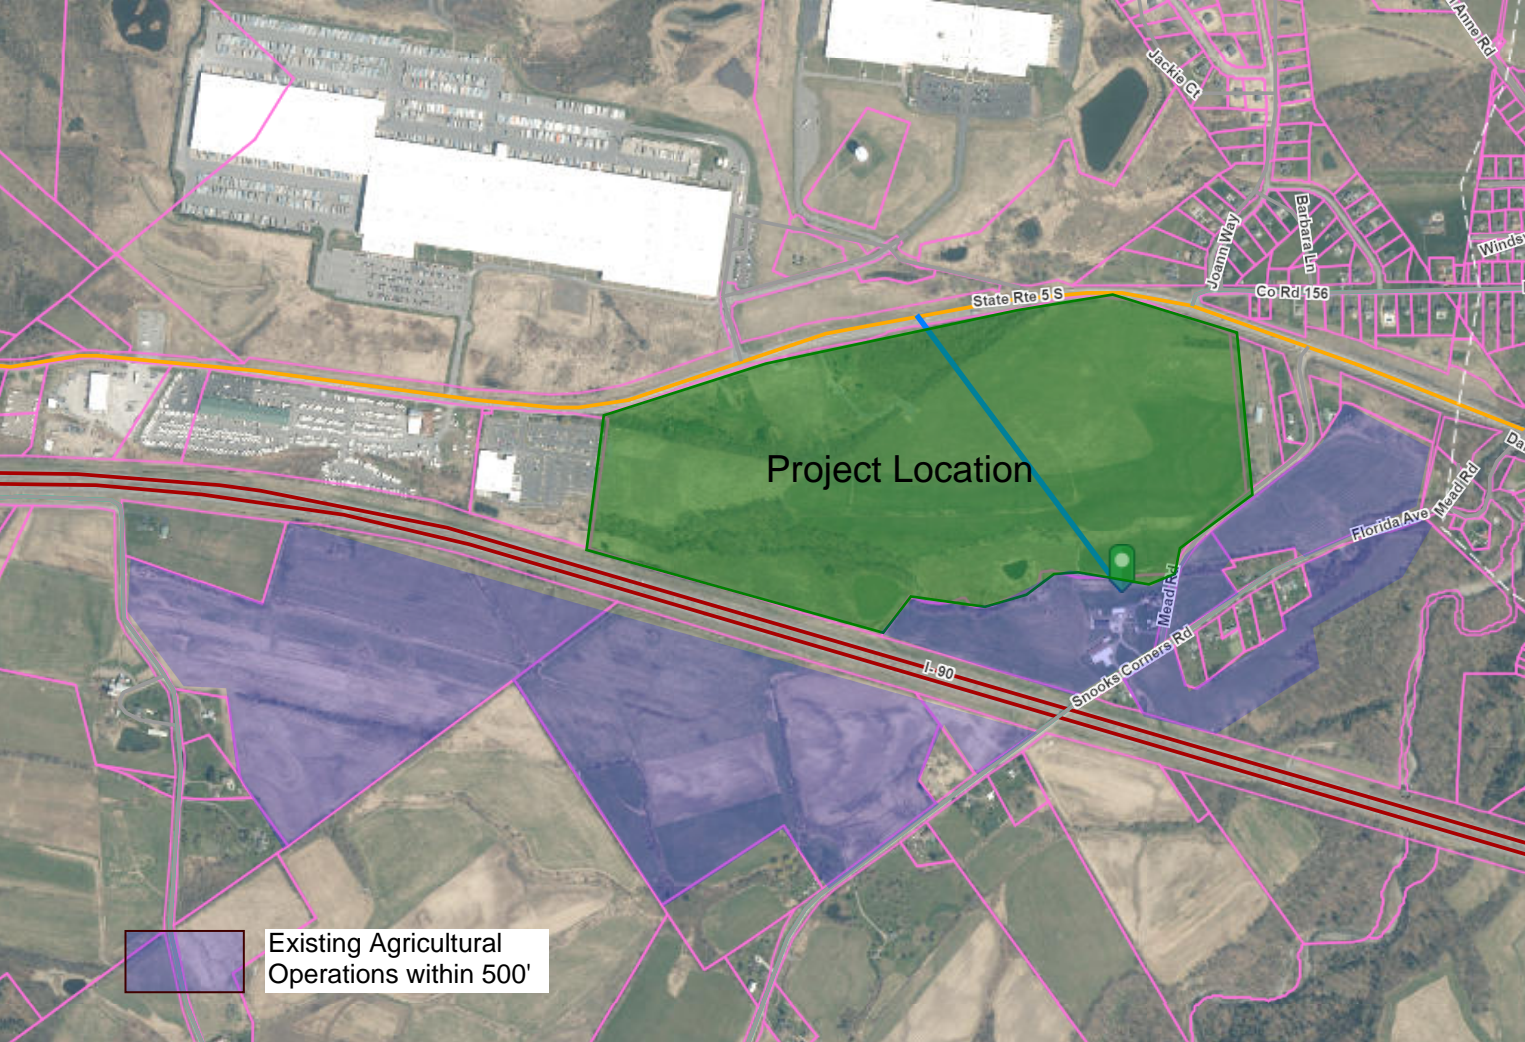 Anne Rd
Jackie Ct
Joann Way
Barbara Ln
Winds
State Rte 5 S
Co Rd 156
Project Location
Mead Rd
Florida Ave
Mead Rd
Snooks Corners Rd
I- 90
Existing Agricultural
Operations within 500'